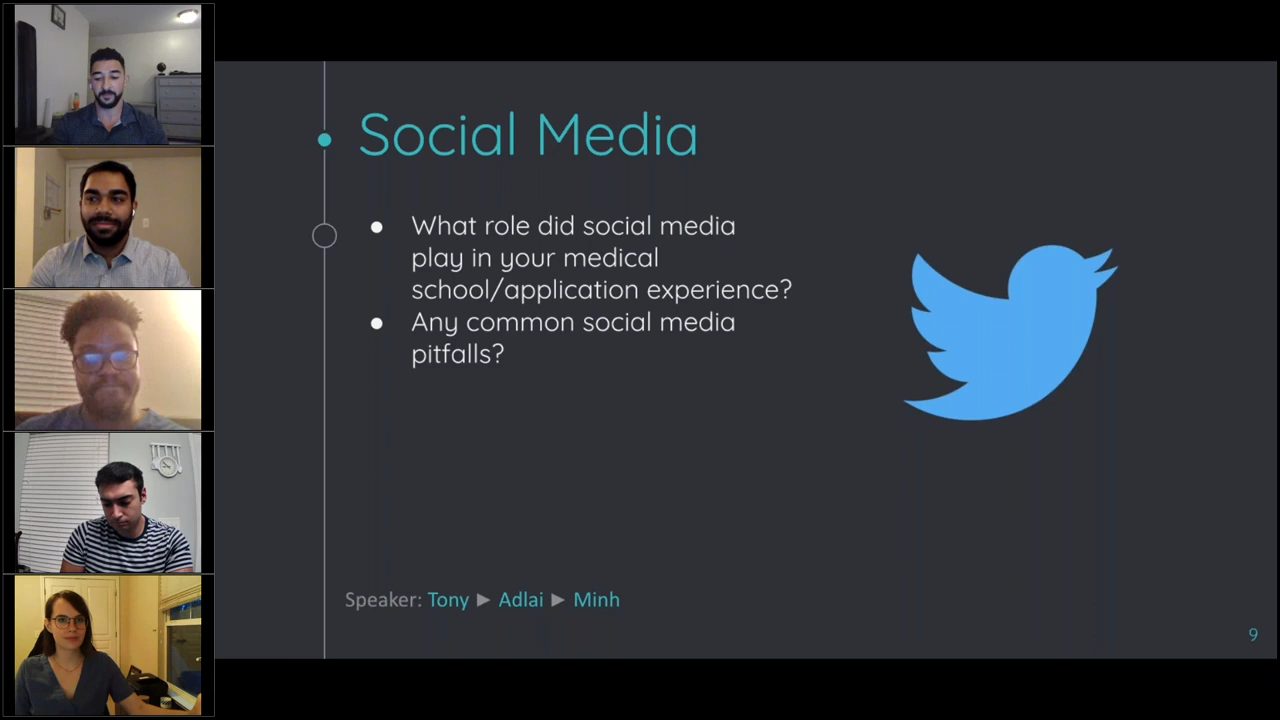 Social Media
● What role did social media
play in your medical
school/application experience?
● Any common social media
pitfalls?
Speaker: Tony ► Adlai ► Minh
9